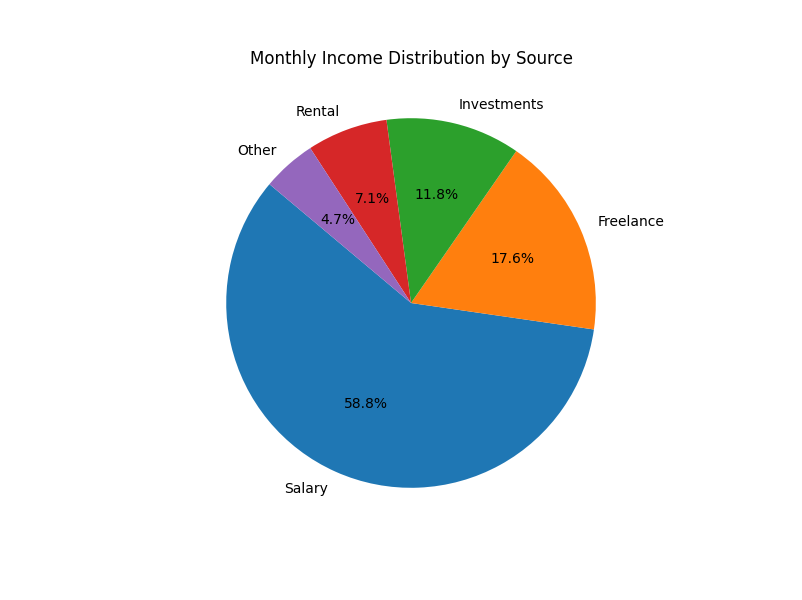 Monthly Income Distribution by Source
Investments
Rental
Other
Freelance
Salary
11.8%
7.1%
4.7%
17.6%
58.8%